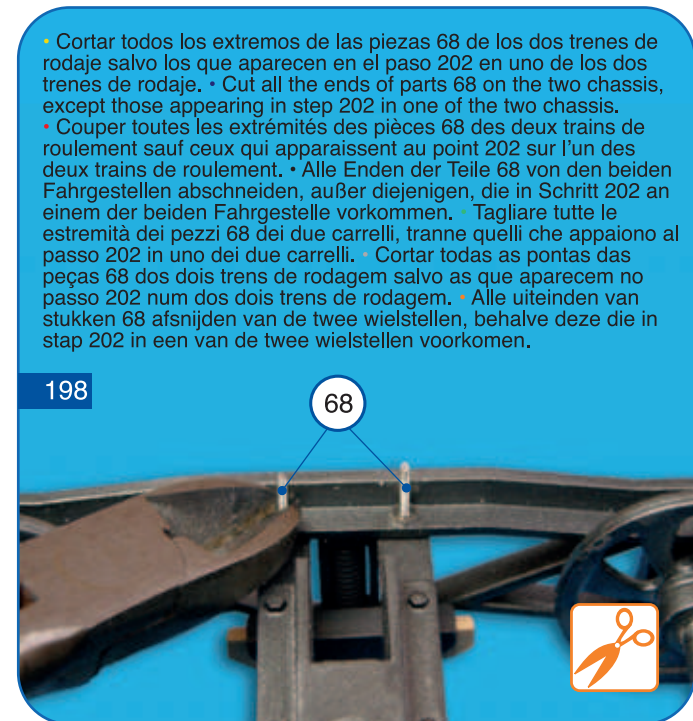 • Cortar todos los extremos de las piezas 68 de los dos trenes de
rodaje salvo los que aparecen en el paso 202 en uno de los dos
trenes de rodaje. • Cut all the ends of parts 68 on the two chassis,
except those appearing in step 202 in one of the two chassis.
• Couper toutes les extrémités des pièces 68 des deux trains de
roulement sauf ceux qui apparaissent au point 202 sur l’un des
deux trains de roulement. • Alle Enden der Teile 68 von den beiden
Fahrgestellen abschneiden, außer diejenigen, die in Schritt 202 an
einem der beiden Fahrgestelle vorkommen. • Tagliare tutte le
estremità dei pezzi 68 dei due carrelli, tranne quelli che appaiono al
passo 202 in uno dei due carrelli. • Cortar todas as pontas das
peças 68 dos dois trens de rodagem salvo as que aparecem no
passo 202 num dos dois trens de rodagem. • Alle uiteinden van
stukken 68 afsnijden van de twee wielstellen, behalve deze die in
stap 202 in een van de twee wielstellen voorkomen.
198
68